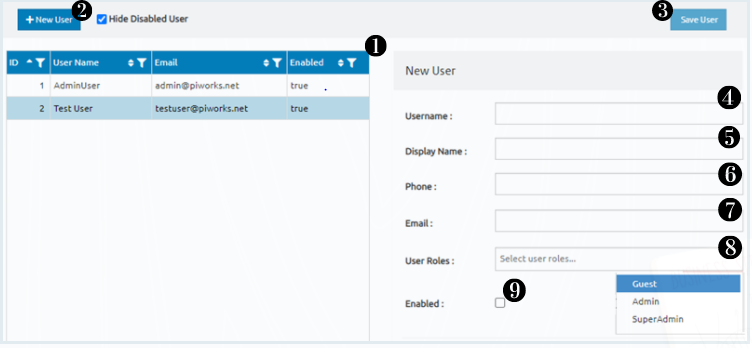 + New User 2 Hide Disabled User 3 Save User
1
ID User Name Email Enabled
1 AdminUser admin@piworks.net true
2 Test User testuser@piworks.net true
New User
Username : 4
Display Name : 5
Phone : 6
Email : 7
User Roles : Select user roles... 8
Enabled : 9
Guest
Admin
SuperAdmin